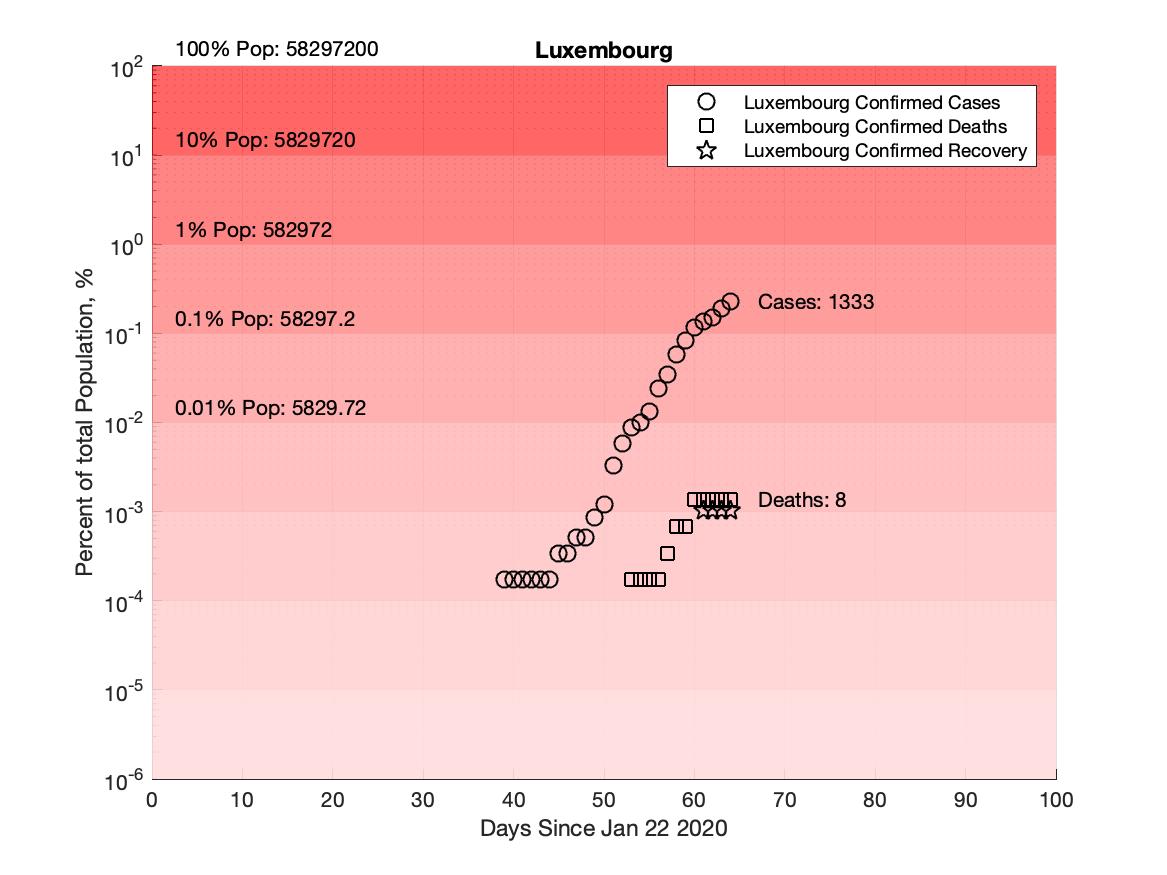 100% Pop: 58297200
Luxembourg
10% Pop: 5829720
1% Pop: 582972
0.1% Pop: 58297.2
0.01% Pop: 5829.72
Luxembourg Confirmed Cases
Luxembourg Confirmed Deaths
Luxembourg Confirmed Recovery
Cases: 1333
Deaths: 8
Percent of total Population, %
10^2
10^1
10^0
10^-1
10^-2
10^-3
10^-4
10^-5
10^-6
0 10 20 30 40 50 60 70 80 90 100
Days Since Jan 22 2020